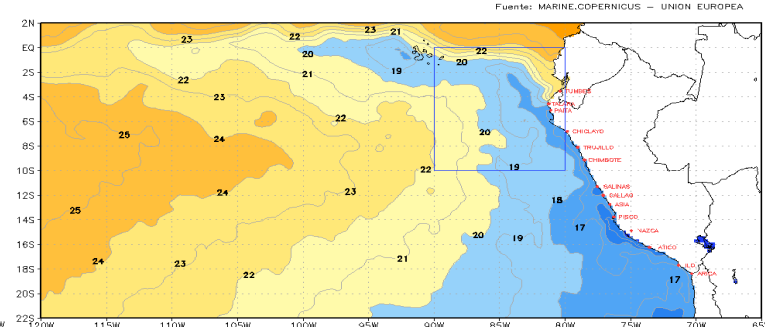 Fuente: MARINE.COPERNICUS — UNION EUROPEA
2N
23 22 23 21
EQ
20 22
20
2S
22 21 19
4S
23 TUMBES
PAITA
6S
22
25 24 20 CHICLAYO
8S
TRUJILLO
CHIMBOTE
10S
22 19
12S
24 23 SALINAS
18 CALLAO
14S
25 ASIA
PISCO
17
16S
20 19 NAZCA
ATICO
18S
24 23 22 21 ILO
17 ARICA
20S
22S
120W 115W 110W 105W 100W 95W 90W 85W 80W 75W 70W 65